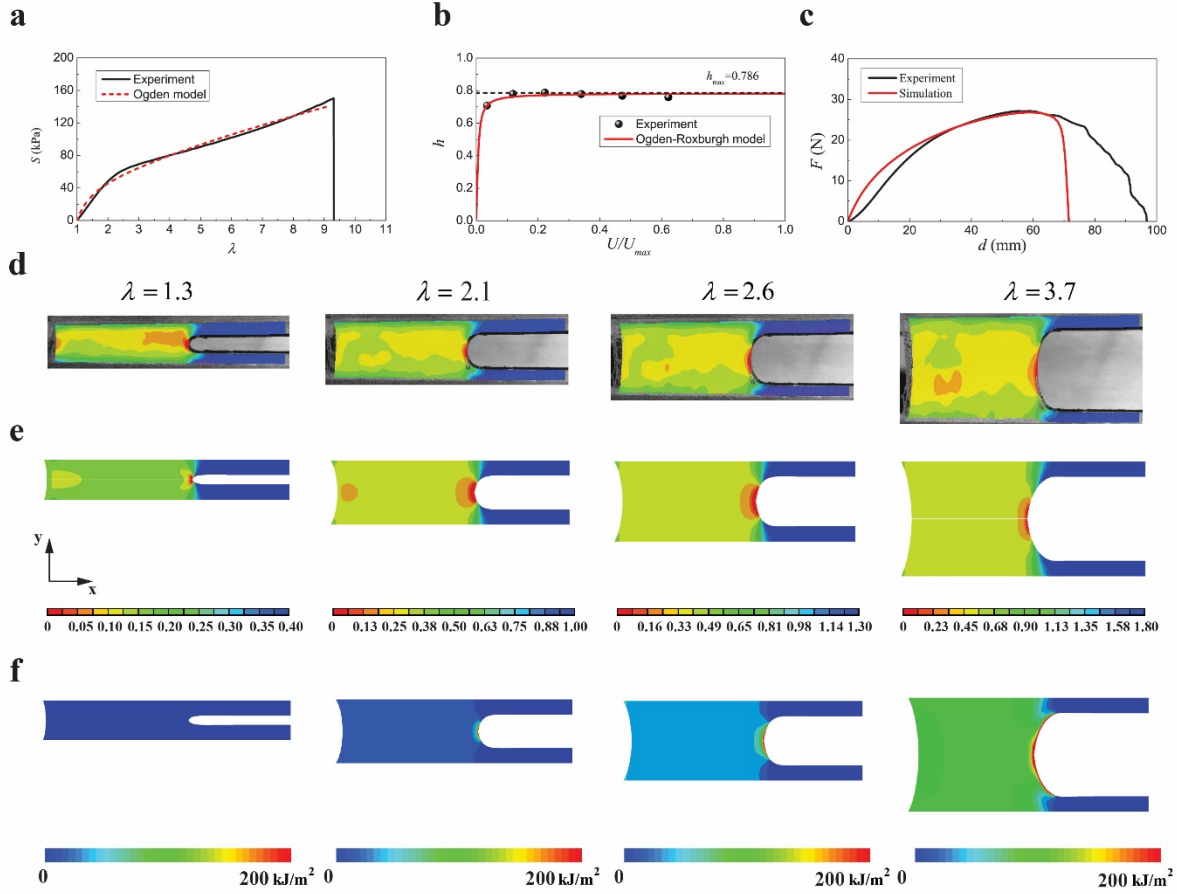 a
b
c
S (kPa)
200
160
120
80
40
0
Experiment
Ogden model
1 2 3 4 5 6 7 8 9 10 11
λ
h
1.0
0.8
0.6
0.4
0.2
0.0
h_max=0.786
Experiment
Ogden-Roxburgh model
0.0 0.2 0.4 0.6 0.8 1.0
U/U_max
F (N)
40
30
20
10
0
Experiment
Simulation
0 20 40 60 80 100
d (mm)
d
λ = 1.3
λ = 2.1
λ = 2.6
λ = 3.7
e
y
x
0 0.05 0.10 0.15 0.20 0.25 0.30 0.35 0.40
0 0.13 0.25 0.38 0.50 0.63 0.75 0.88 1.00
0 0.16 0.33 0.49 0.65 0.81 0.98 1.14 1.30
0 0.23 0.45 0.68 0.90 1.13 1.35 1.58 1.80
f
0 200 kJ/m²
0 200 kJ/m²
0 200 kJ/m²
0 200 kJ/m²